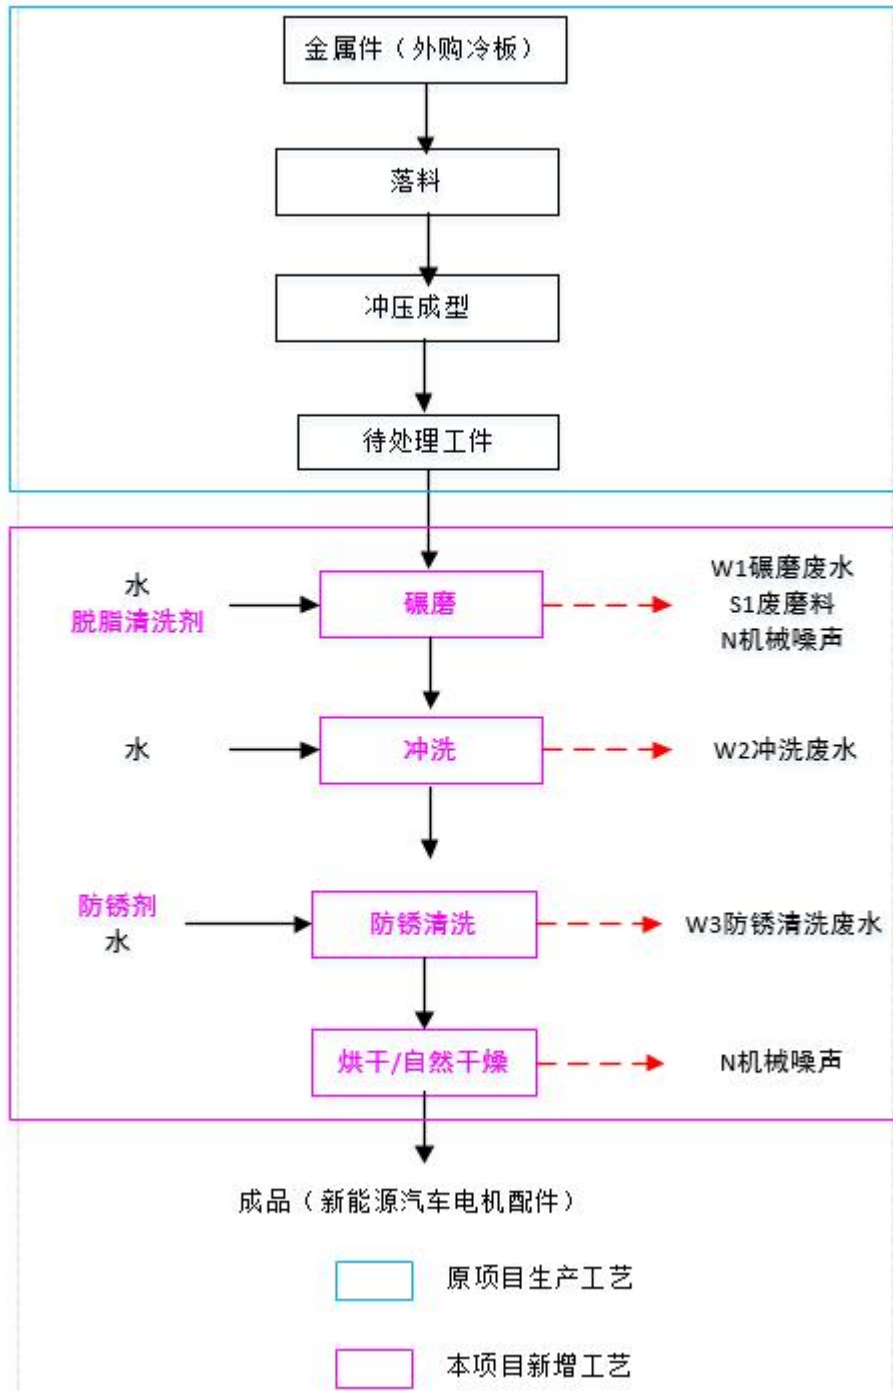 金属件（外购冷板）
落料
冲压成型
待处理工件
水
脱脂清洗剂
碾磨
W1碾磨废水
S1废磨料
N机械噪声
水
冲洗
W2冲洗废水
防锈剂
水
防锈清洗
W3防锈清洗废水
烘干/自然干燥
N机械噪声
成品（新能源汽车电机配件）
原项目生产工艺
本项目新增工艺